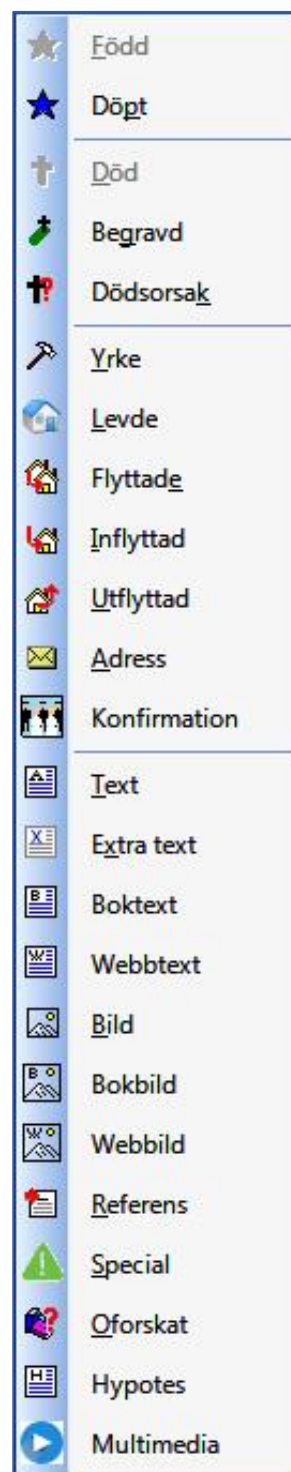 Född
Döpt
Död
Begravd
Dödsorsak
Yrke
Levde
Flyttade
Inflyttad
Utflyttad
Adress
Konfirmation
Text
Extra text
Boktext
Webbtext
Bild
Bokbild
Webbild
Referens
Special
Oforskat
Hypotes
Multimedia